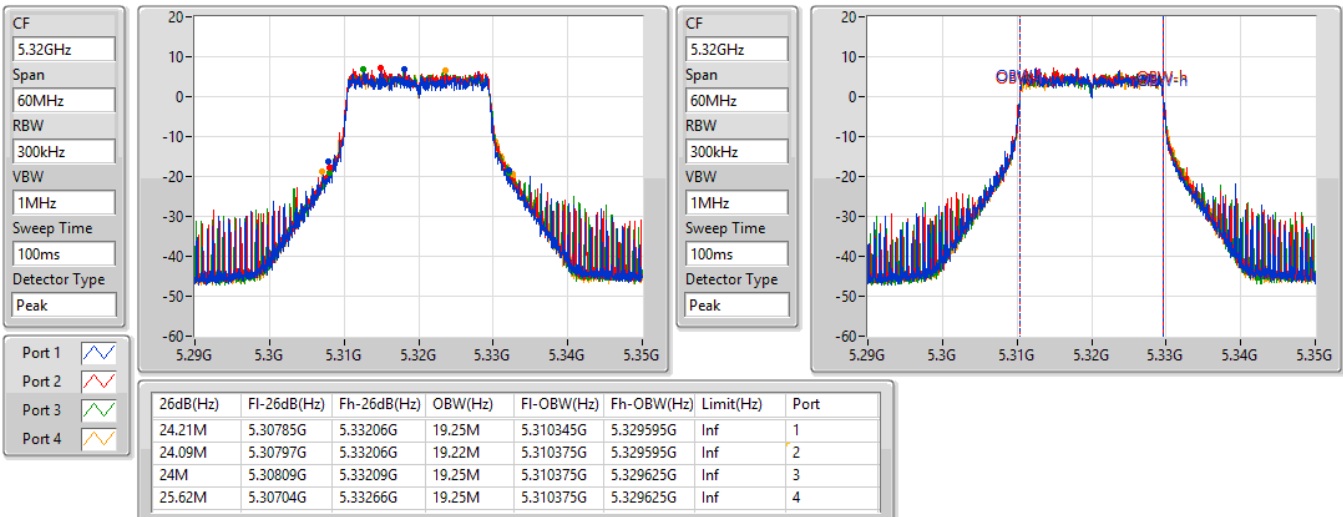 CF
5.32GHz
Span
60MHz
RBW
300kHz
VBW
1MHz
Sweep Time
100ms
Detector Type
Peak
Port 1
Port 2
Port 3
Port 4
20
10
0
-10
-20
-30
-40
-50
-60
5.29G 5.3G 5.31G 5.32G 5.33G 5.34G 5.35G
CF
5.32GHz
Span
60MHz
RBW
300kHz
VBW
1MHz
Sweep Time
100ms
Detector Type
Peak
20
10
0
-10
-20
-30
-40
-50
-60
OBW-h
5.29G 5.3G 5.31G 5.32G 5.33G 5.34G 5.35G
26dB(Hz) Fl-26dB(Hz) Fh-26dB(Hz) OBW(Hz) Fl-OBW(Hz) Fh-OBW(Hz) Limit(Hz) Port
24.21M 5.30785G 5.33206G 19.25M 5.310345G 5.329595G Inf 1
24.09M 5.30797G 5.33206G 19.22M 5.310375G 5.329595G Inf 2
24M 5.30809G 5.33209G 19.25M 5.310375G 5.329625G Inf 3
25.62M 5.30704G 5.33266G 19.25M 5.310375G 5.329625G Inf 4